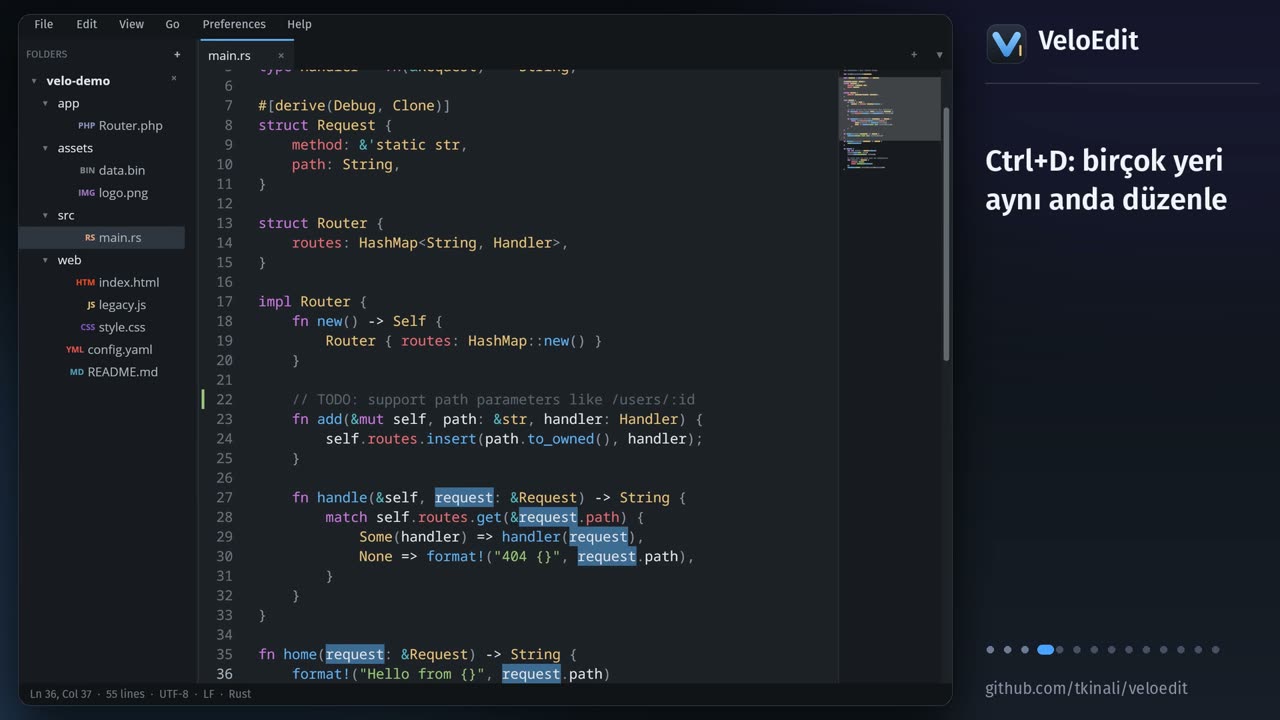 File Edit View Go Preferences Help
FOLDERS +
velo-demo ×
app
PHP Router.php
assets
BIN data.bin
IMG logo.png
src
RS main.rs
web
HTM index.html
JS legacy.js
CSS style.css
YML config.yaml
MD README.md
main.rs × + ▾
6
7 #[derive(Debug, Clone)]
8 struct Request {
9     method: &'static str,
10     path: String,
11 }
12
13 struct Router {
14     routes: HashMap<String, Handler>,
15 }
16
17 impl Router {
18     fn new() -> Self {
19         Router { routes: HashMap::new() }
20     }
21
22     // TODO: support path parameters like /users/:id
23     fn add(&mut self, path: &str, handler: Handler) {
24         self.routes.insert(path.to_owned(), handler);
25     }
26
27     fn handle(&self, request: &Request) -> String {
28         match self.routes.get(&request.path) {
29             Some(handler) => handler(request),
30             None => format!("404 {}", request.path),
31         }
32     }
33 }
34
35 fn home(request: &Request) -> String {
36     format!("Hello from {}", request.path)
Ln 36, Col 37 · 55 lines · UTF-8 · LF · Rust
VeloEdit
Ctrl+D: birçok yeri
aynı anda düzenle
github.com/tkinali/veloedit